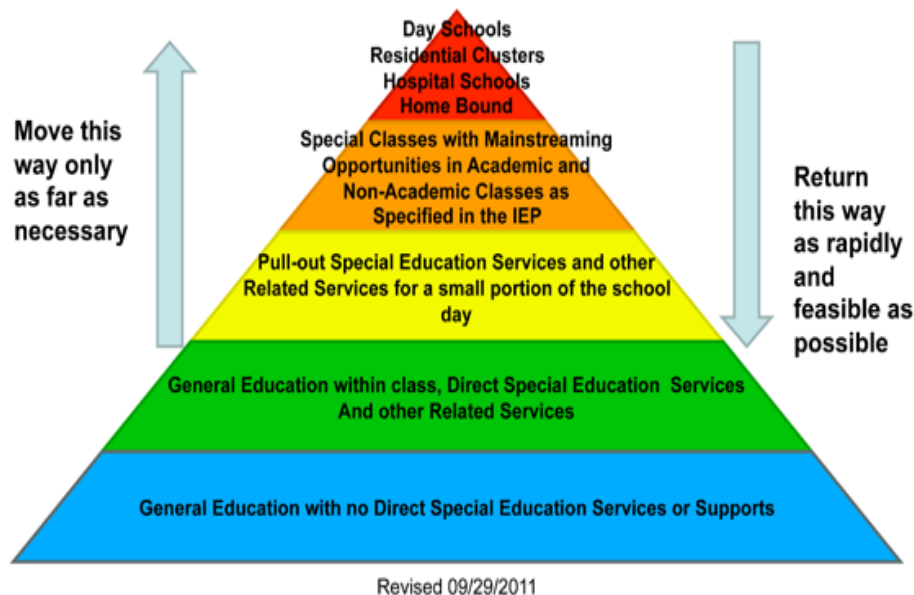 Day Schools
Residential Clusters
Hospital Schools
Home Bound
Special Classes with Mainstreaming
Opportunities in Academic and
Non-Academic Classes as
Specified in the IEP
Pull-out Special Education Services and other
Related Services for a small portion of the school
day
General Education within class, Direct Special Education Services
And other Related Services
General Education with no Direct Special Education Services or Supports
Move this
way only
as far as
necessary
Return
this way
as rapidly
and
feasible as
possible
Revised 09/29/2011